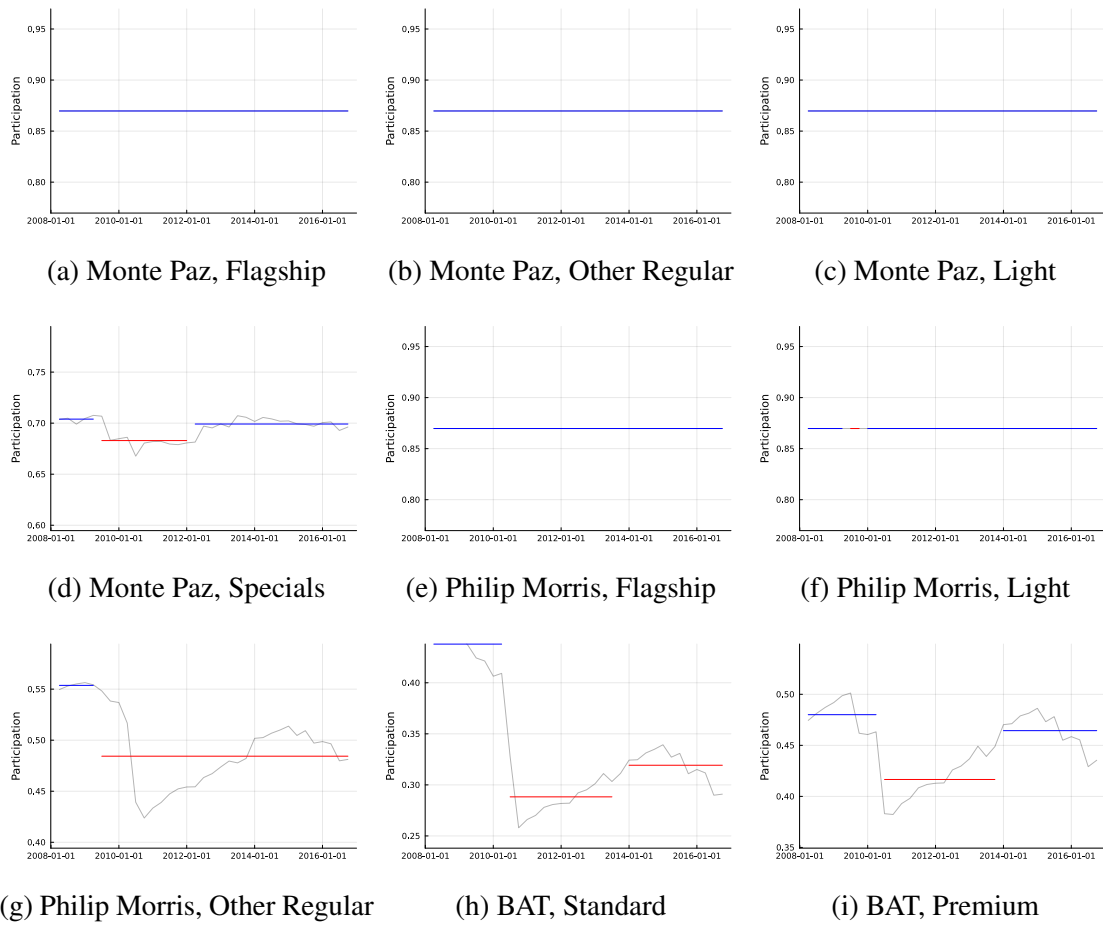 Participation
0.95
0.90
0.85
0.80
2008-01-01 2010-01-01 2012-01-01 2014-01-01 2016-01-01
(a) Monte Paz, Flagship
Participation
0.95
0.90
0.85
0.80
2008-01-01 2010-01-01 2012-01-01 2014-01-01 2016-01-01
(b) Monte Paz, Other Regular
Participation
0.95
0.90
0.85
0.80
2008-01-01 2010-01-01 2012-01-01 2014-01-01 2016-01-01
(c) Monte Paz, Light
Participation
0.75
0.70
0.65
0.60
2008-01-01 2010-01-01 2012-01-01 2014-01-01 2016-01-01
(d) Monte Paz, Specials
Participation
0.95
0.90
0.85
0.80
2008-01-01 2010-01-01 2012-01-01 2014-01-01 2016-01-01
(e) Philip Morris, Flagship
Participation
0.95
0.90
0.85
0.80
2008-01-01 2010-01-01 2012-01-01 2014-01-01 2016-01-01
(f) Philip Morris, Light
Participation
0.55
0.50
0.45
0.40
2008-01-01 2010-01-01 2012-01-01 2014-01-01 2016-01-01
(g) Philip Morris, Other Regular
Participation
0.40
0.35
0.30
0.25
2008-01-01 2010-01-01 2012-01-01 2014-01-01 2016-01-01
(h) BAT, Standard
Participation
0.50
0.45
0.40
0.35
2008-01-01 2010-01-01 2012-01-01 2014-01-01 2016-01-01
(i) BAT, Premium